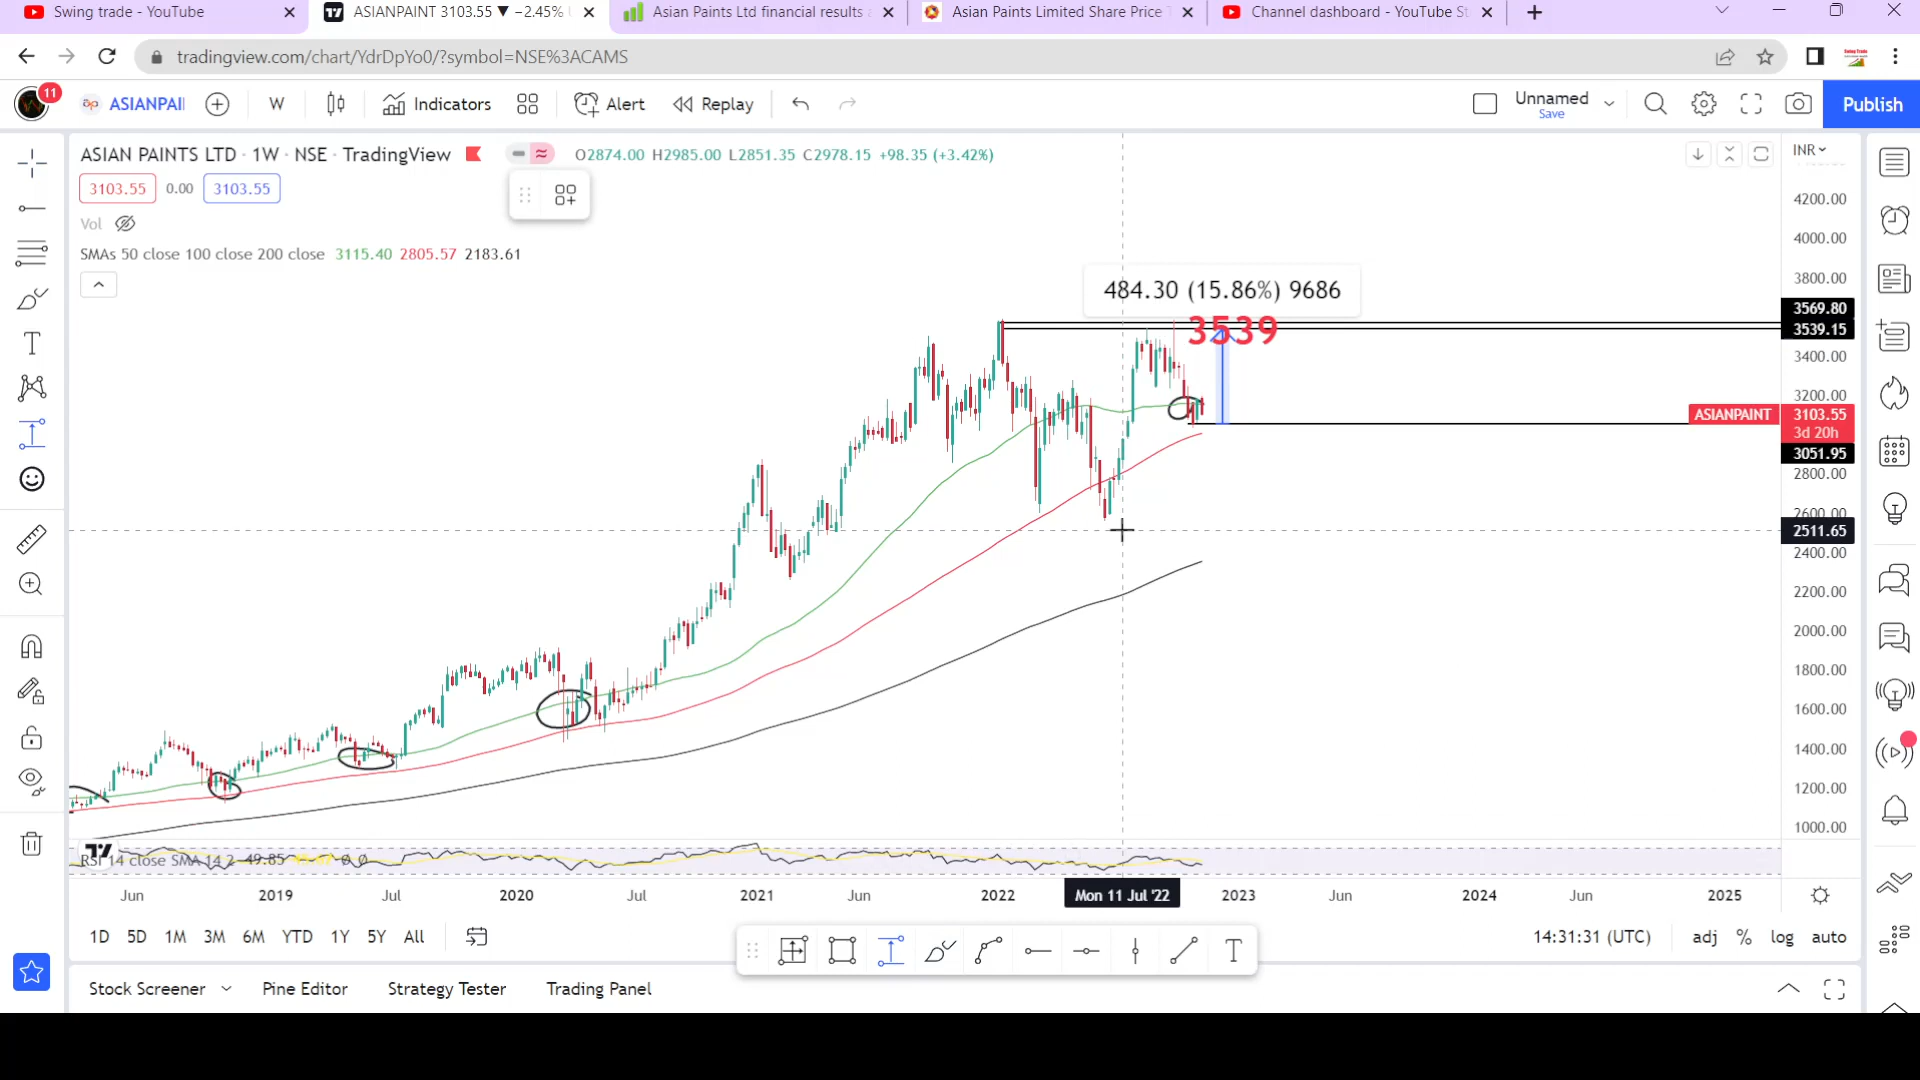 Swing trade - YouTube
ASIANPAINT 3103.55 ▼ −2.45%
Asian Paints Ltd financial results a
Asian Paints Limited Share Price T
Channel dashboard - YouTube St
tradingview.com/chart/YdrDpYo0/?symbol=NSE%3ACAMS
11
ASIANPAI
W
Indicators
Alert
Replay
Unnamed
Save
Publish
ASIAN PAINTS LTD · 1W · NSE · TradingView
O2874.00 H2985.00 L2851.35 C2978.15 +98.35 (+3.42%)
INR
3103.55 0.00 3103.55
Vol
SMAs 50 close 100 close 200 close 3115.40 2805.57 2183.61
484.30 (15.86%) 9686
3539
4200.00
4000.00
3800.00
3569.80
3539.15
3400.00
3200.00
ASIANPAINT 3103.55
3d 20h
3051.95
2800.00
2600.00
2511.65
2400.00
2200.00
2000.00
1800.00
1600.00
1400.00
1200.00
1000.00
RSI 14 close SMA 14 2 49.85
Jun 2019 Jul 2020 Jul 2021 Jun 2022 Mon 11 Jul '22 2023 Jun 2024 Jun 2025
1D 5D 1M 3M 6M YTD 1Y 5Y All
14:31:31 (UTC) adj % log auto
T
Stock Screener Pine Editor Strategy Tester Trading Panel